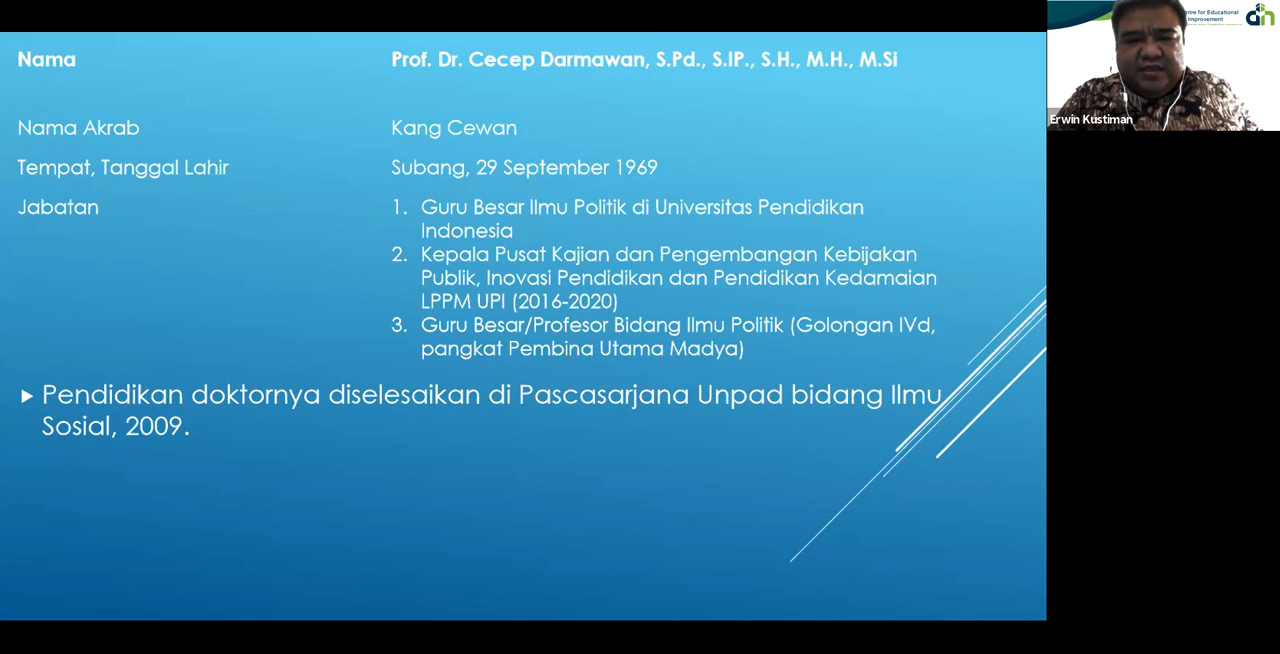 Nama Prof. Dr. Cecep Darmawan, S.Pd., S.IP., S.H., M.H., M.Si
Nama Akrab Kang Cewan
Tempat, Tanggal Lahir Subang, 29 September 1969
Jabatan 1. Guru Besar Ilmu Politik di Universitas Pendidikan
Indonesia
2. Kepala Pusat Kajian dan Pengembangan Kebijakan
Publik, Inovasi Pendidikan dan Pendidikan Kedamaian
LPPM UPI (2016-2020)
3. Guru Besar/Profesor Bidang Ilmu Politik (Golongan IVd,
pangkat Pembina Utama Madya)
Pendidikan doktornya diselesaikan di Pascasarjana Unpad bidang Ilmu
Sosial, 2009.
for Educational
Improvement
Erwin Kustiman